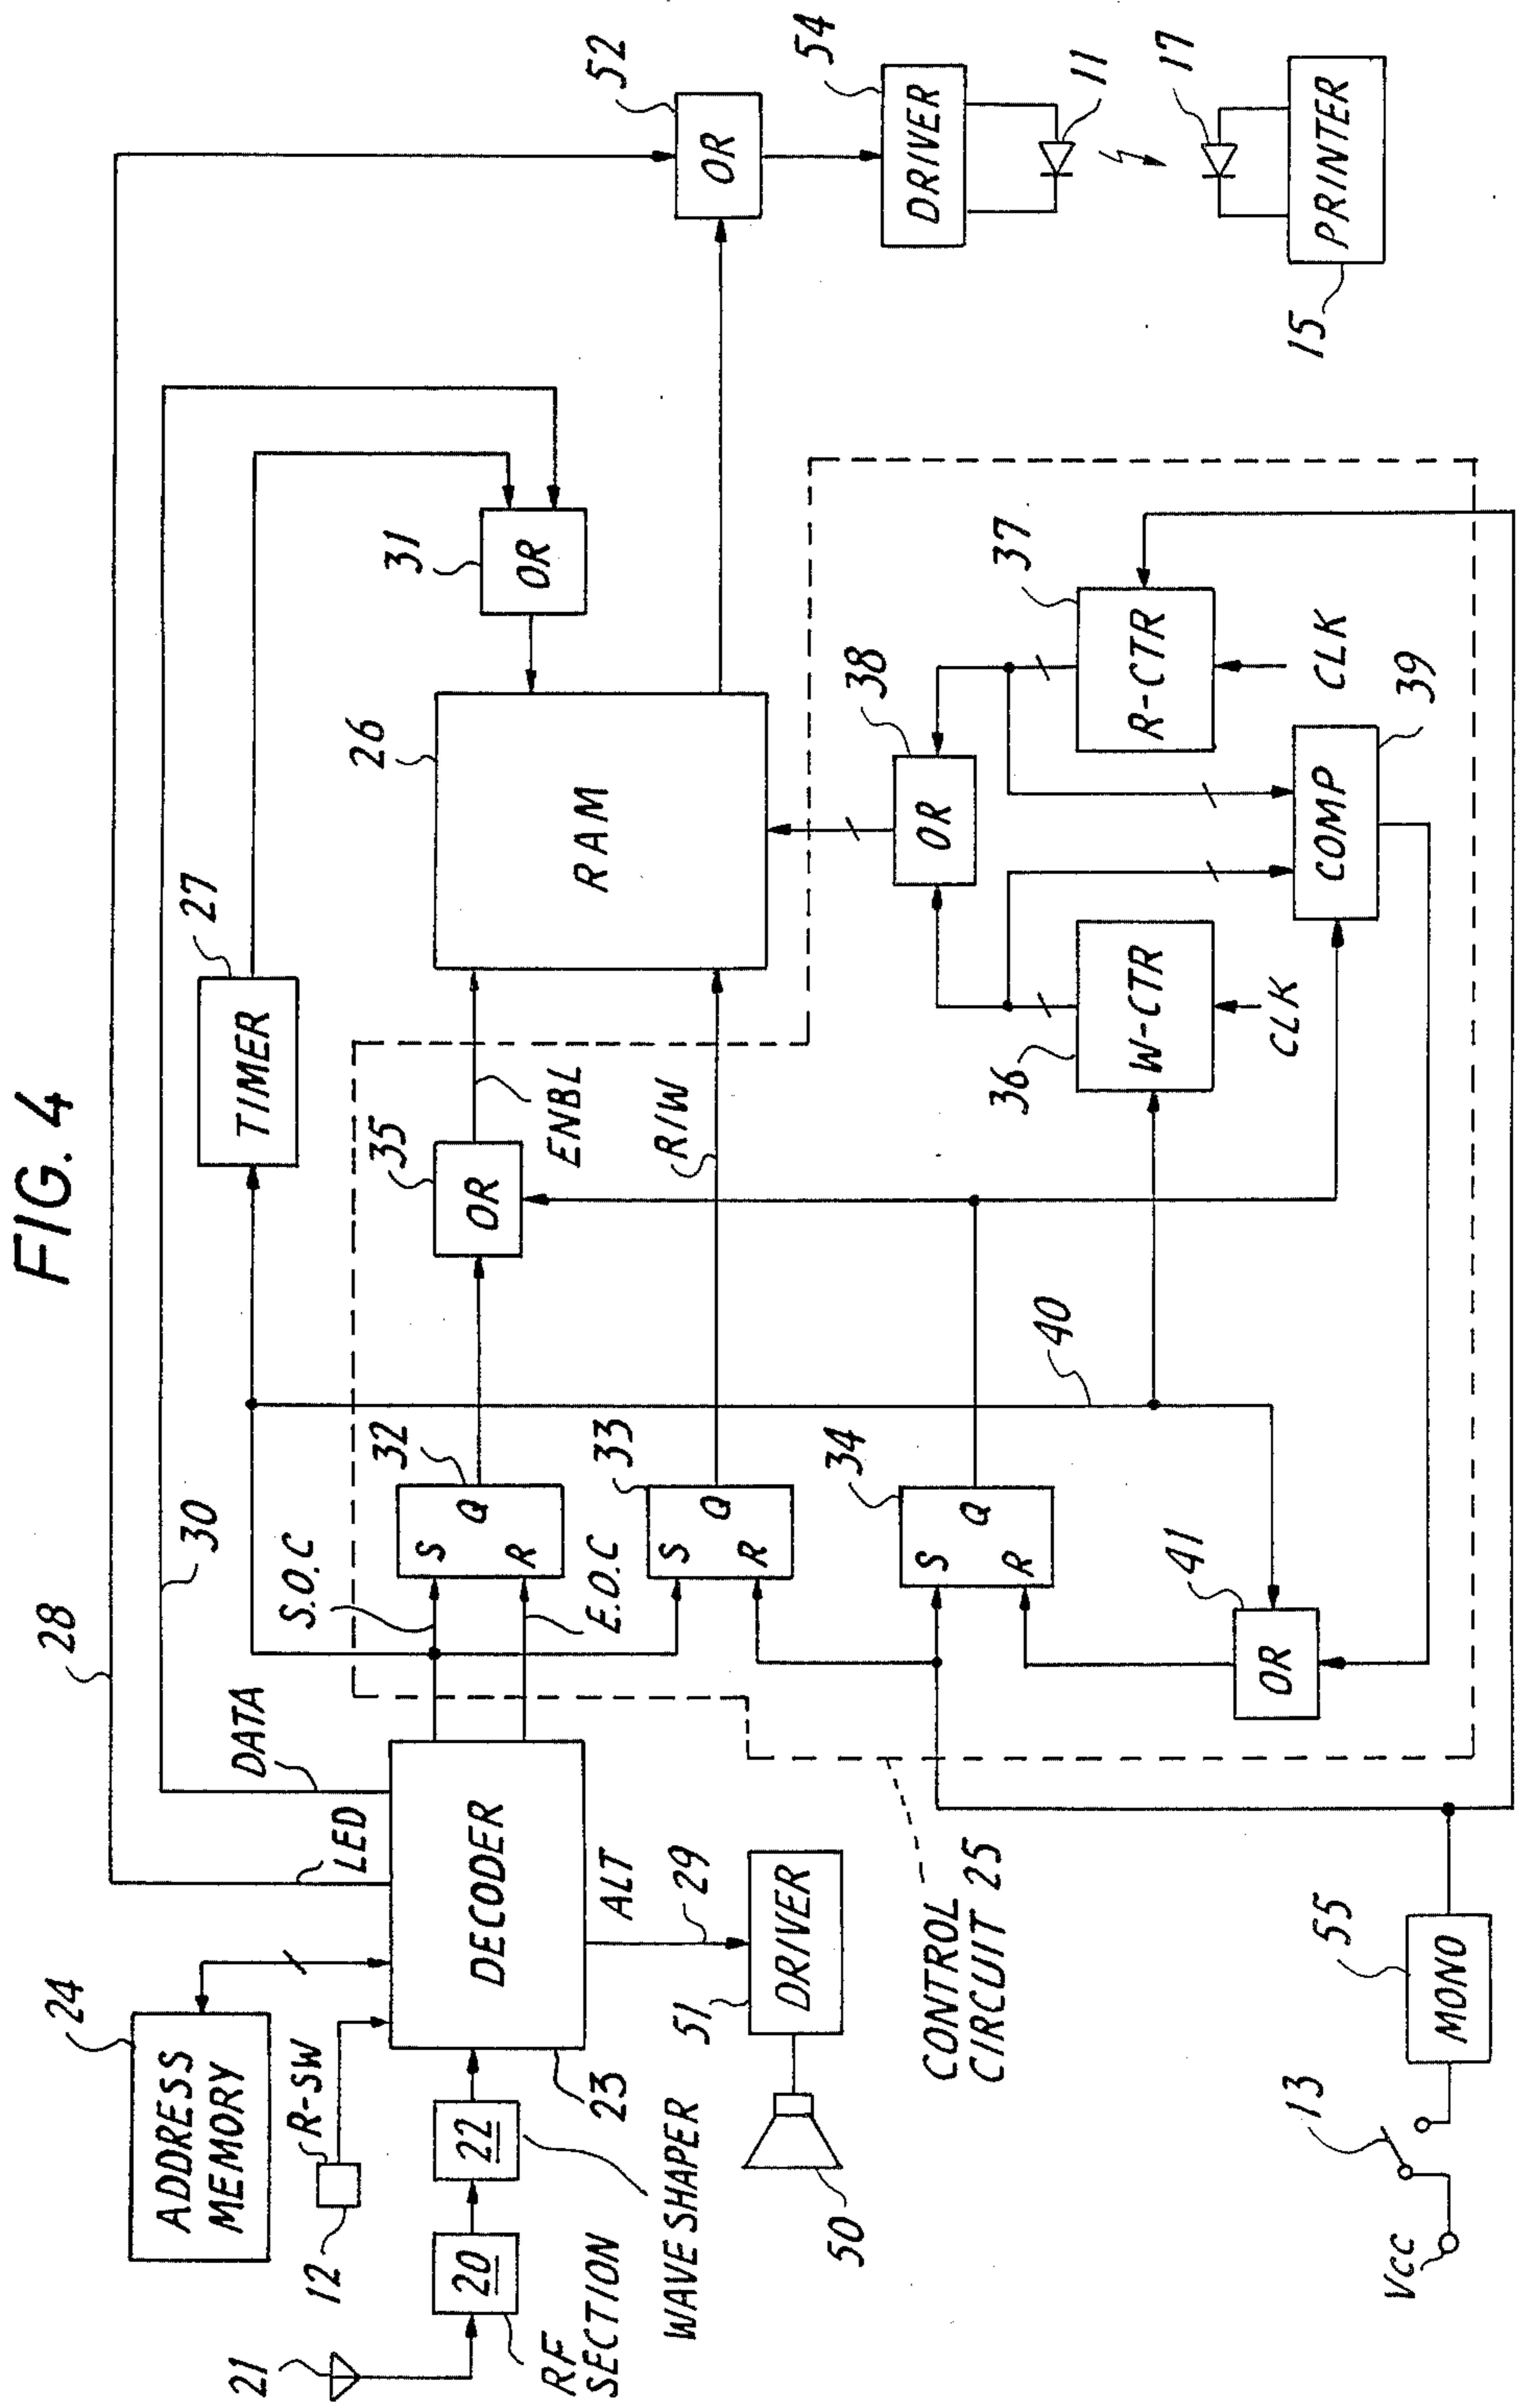 FIG. 4
28
30
DATA
LED
24
ADDRESS
MEMORY
R-SW
12
21
20
RF
SECTION
22
WAVE SHAPER
DECODER
23
ALT
29
51
DRIVER
50
S.O.C
E.O.C
27
TIMER
32
S
Q
R
33
S
Q
R
34
S
Q
R
35
OR
ENBL
R/W
26
RAM
31
OR
52
OR
54
DRIVER
11
17
PRINTER
15
40
41
OR
36
W-CTR
CLK
37
R-CTR
CLK
38
OR
39
COMP
CONTROL
CIRCUIT 25
55
MONO
13
VCC